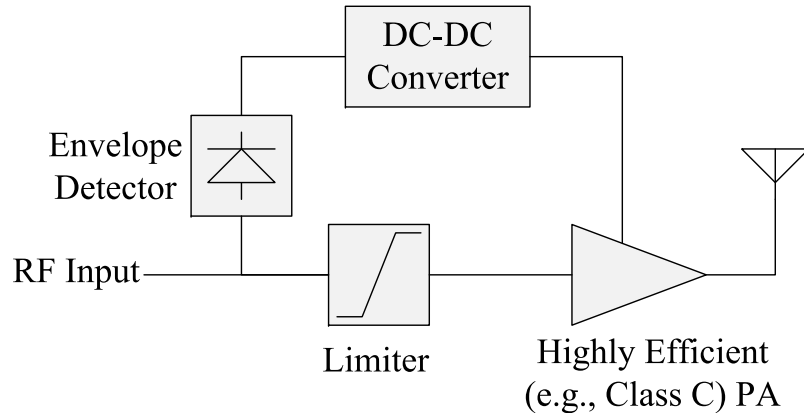 DC-DC
Converter
Envelope
Detector
RF Input
Limiter
Highly Efficient
(e.g., Class C) PA